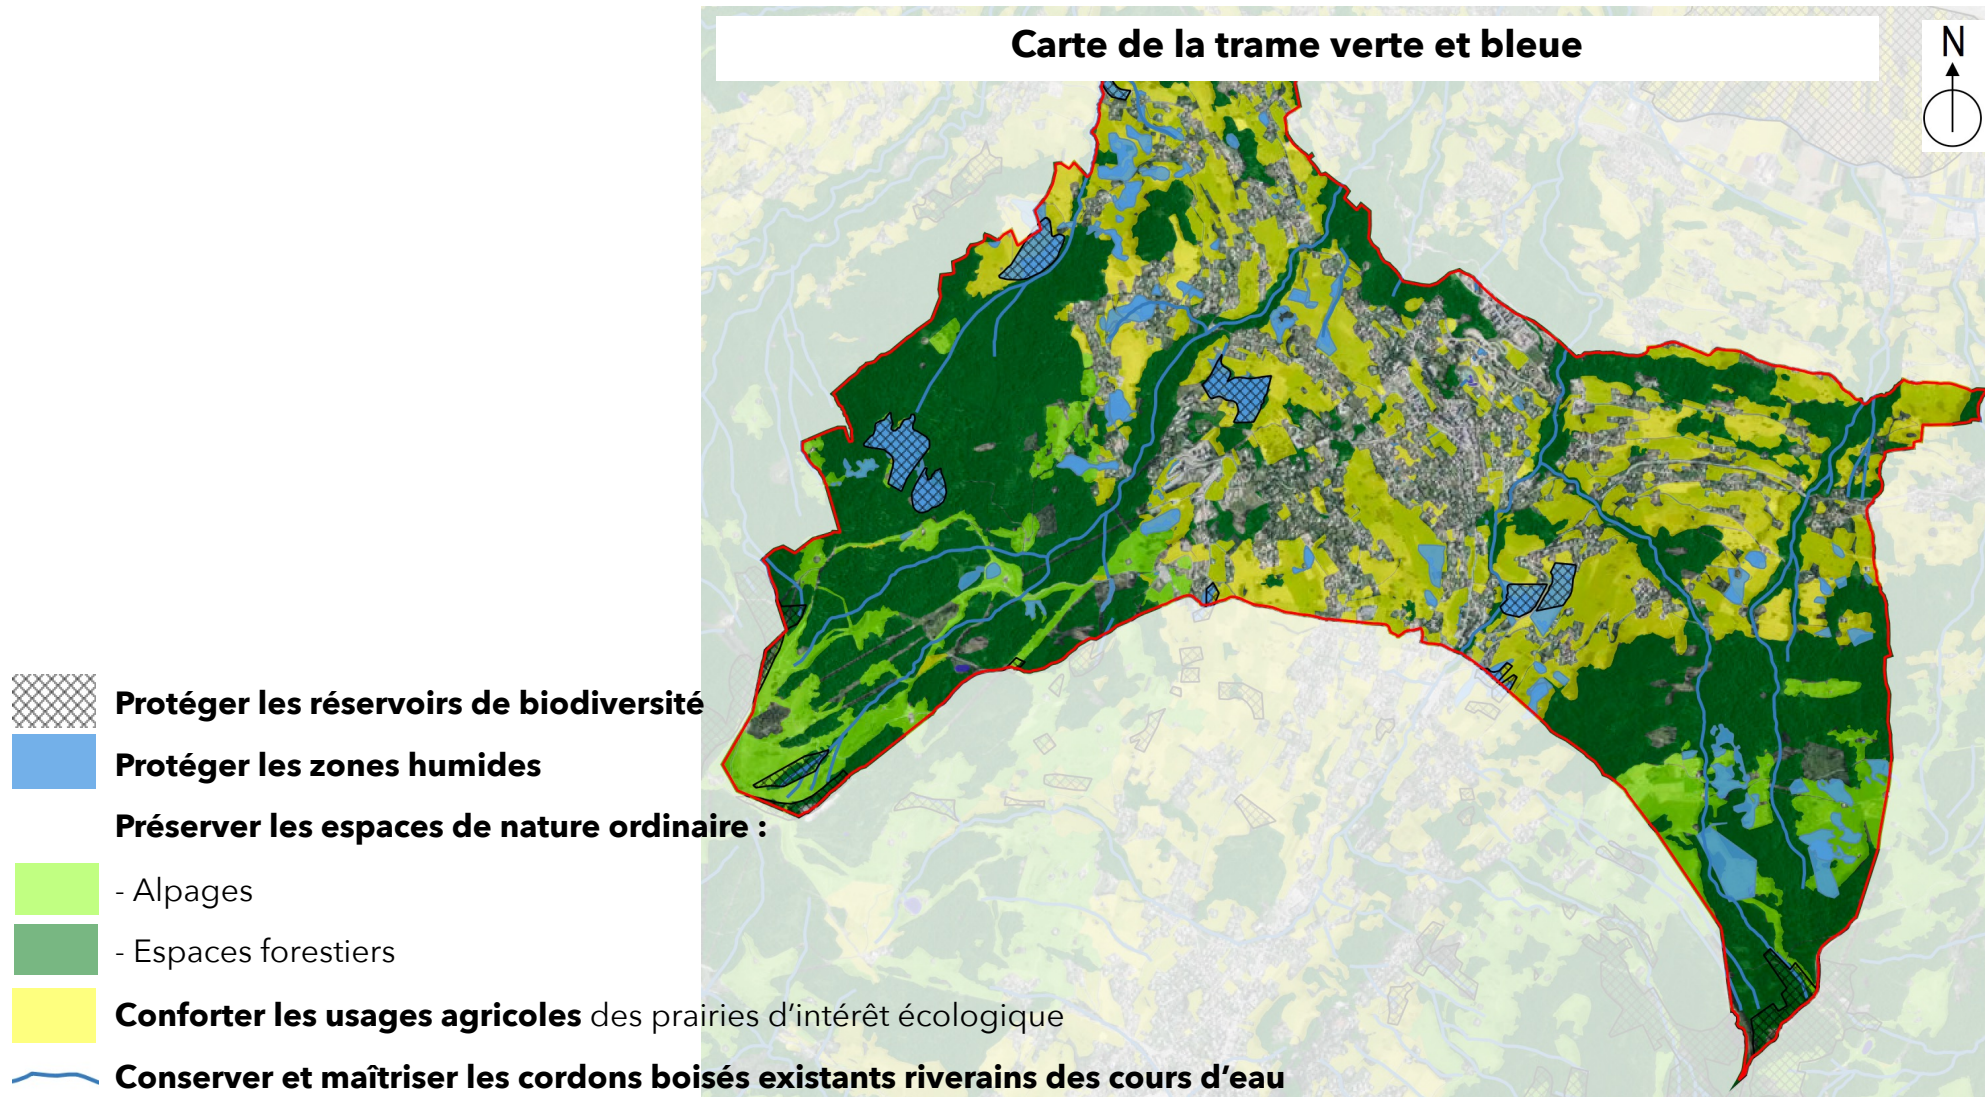 Carte de la trame verte et bleue
N
Protéger les réservoirs de biodiversité
Protéger les zones humides
Préserver les espaces de nature ordinaire :
- Alpages
- Espaces forestiers
Conforter les usages agricoles des prairies d'intérêt écologique
Conserver et maîtriser les cordons boisés existants riverains des cours d'eau